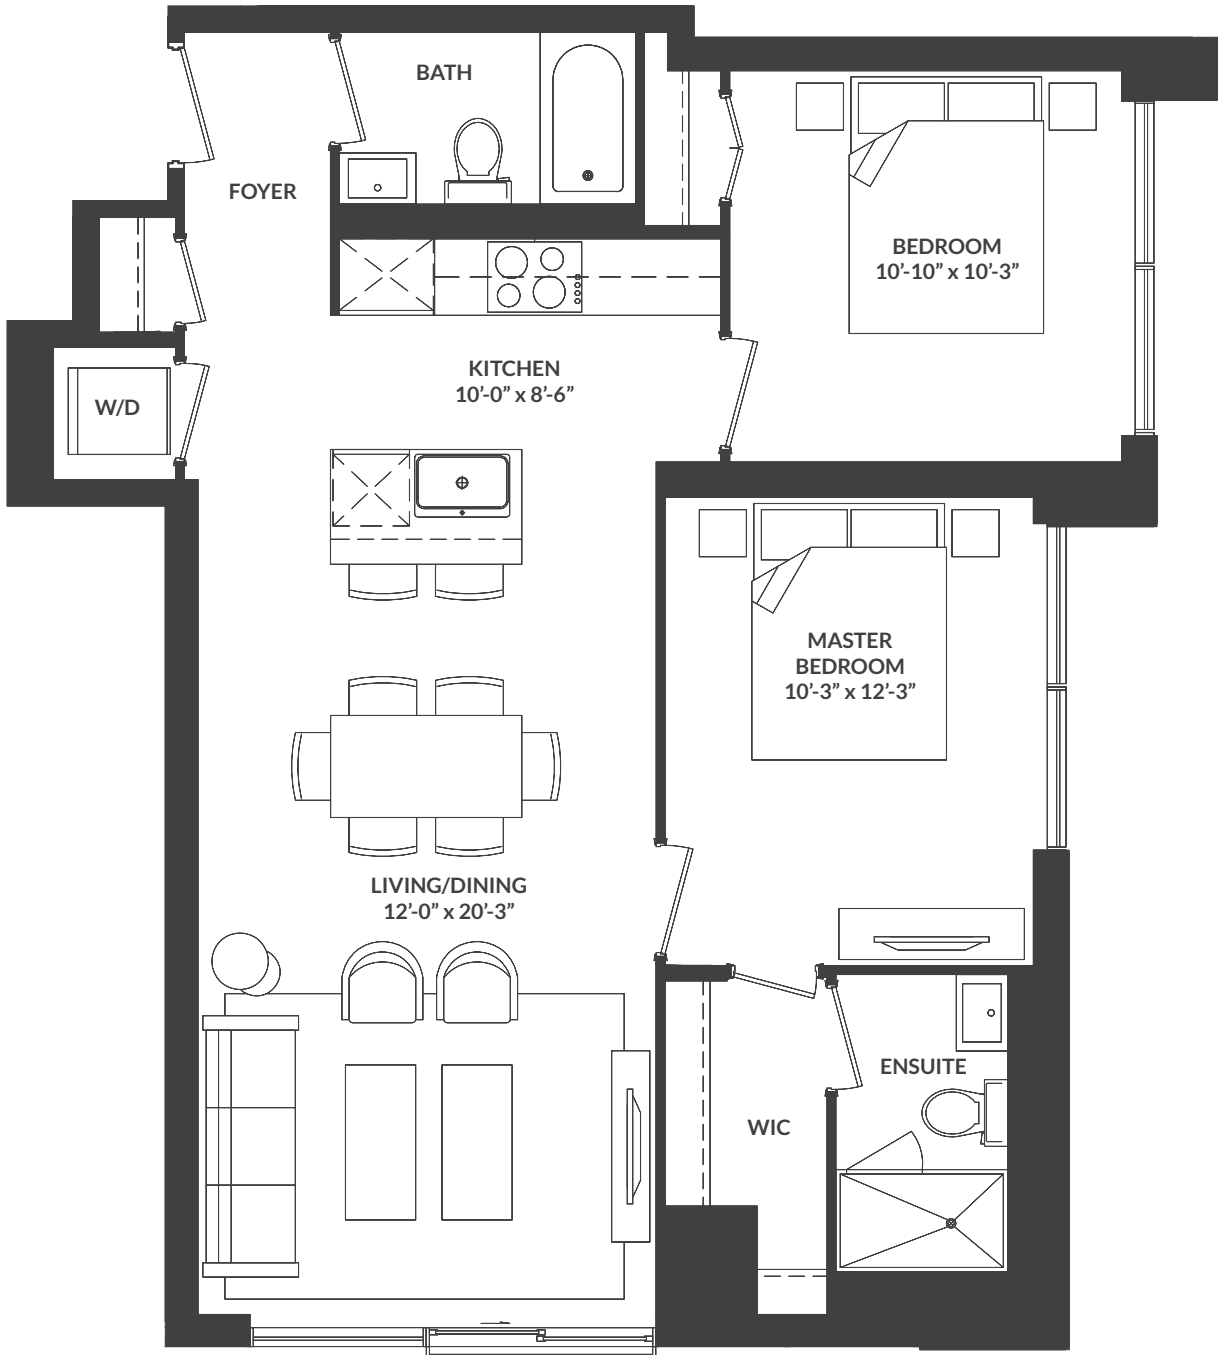 BATH
FOYER
BEDROOM
10’-10” x 10’-3”
KITCHEN
10’-0” x 8’-6”
W/D
MASTER
BEDROOM
10’-3” x 12’-3”
LIVING/DINING
12’-0” x 20’-3”
ENSUITE
WIC